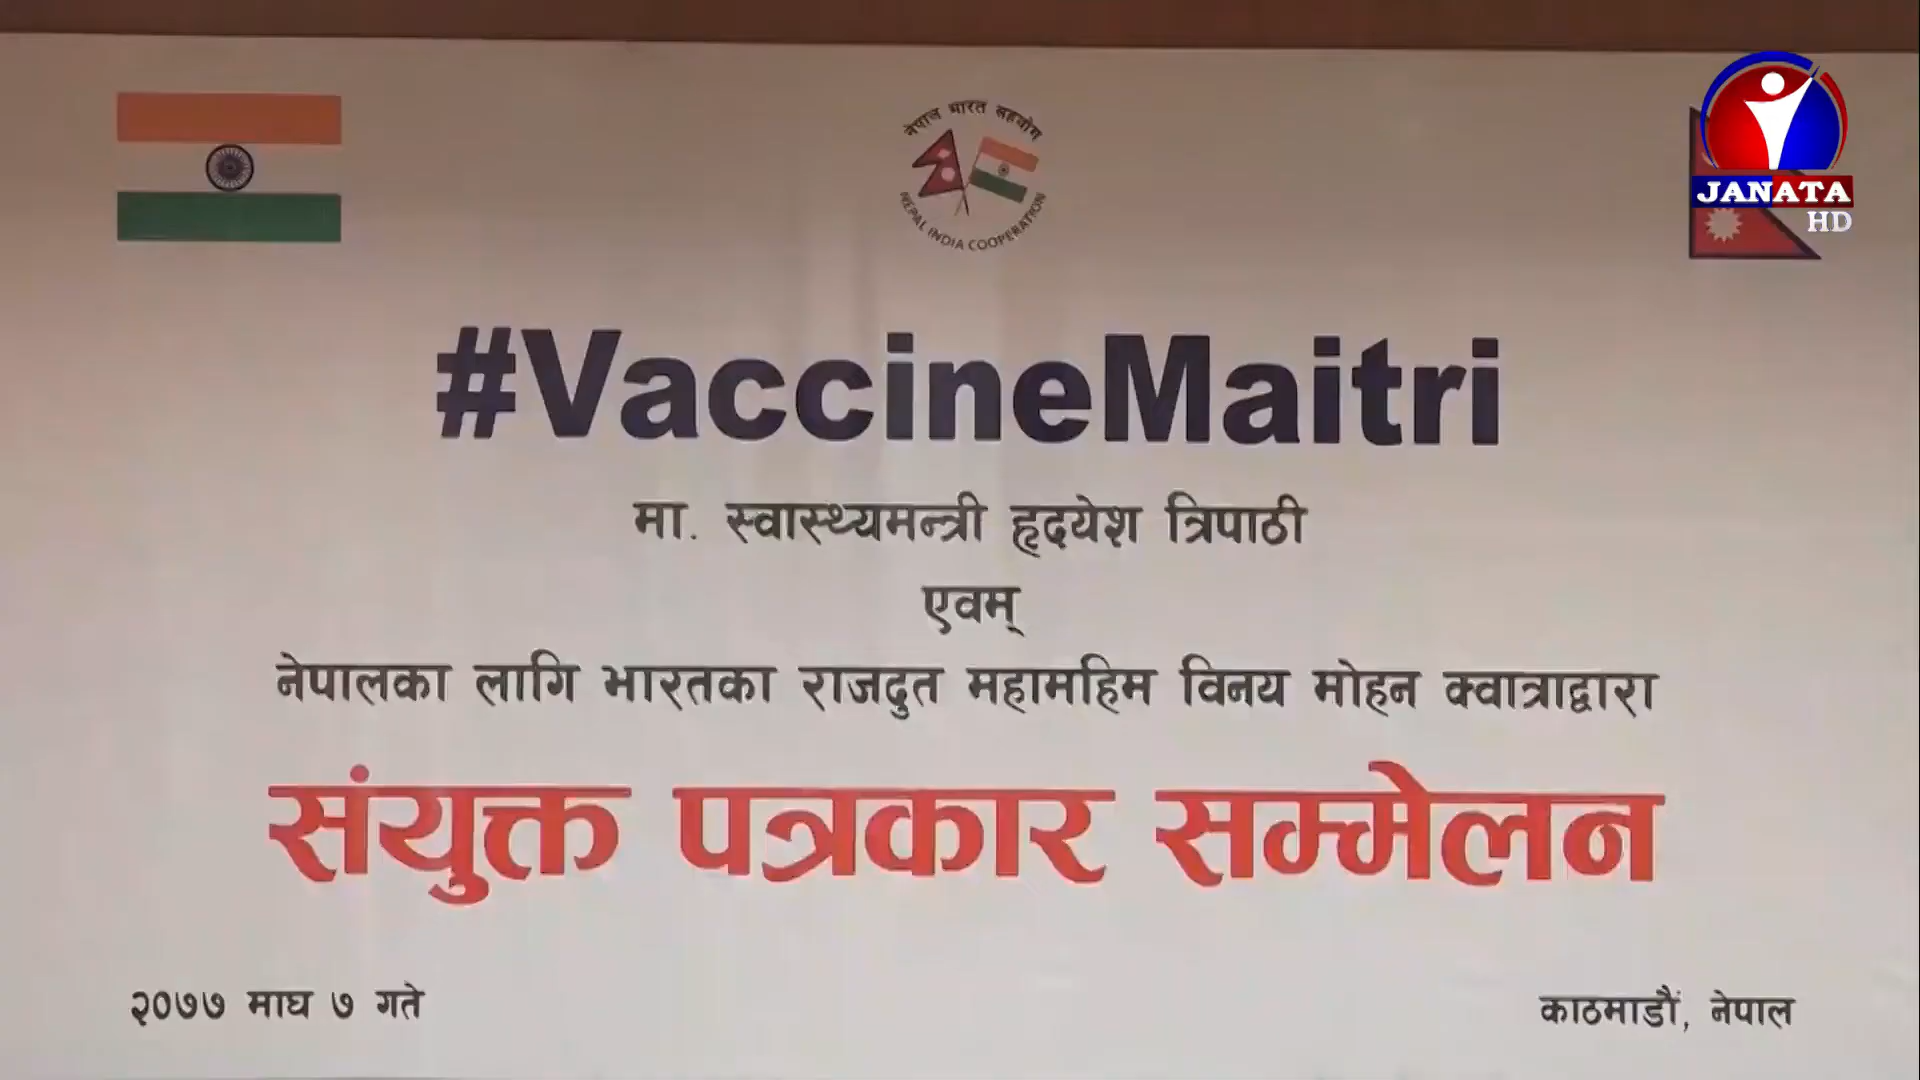 नेपाल भारत सहयोग
NEPAL INDIA COOPERATION
JANATA
HD
#VaccineMaitri
मा. स्वास्थ्यमन्त्री हृदयेश त्रिपाठी
एवम्
नेपालका लागि भारतका राजदुत महामहिम विनय मोहन क्वात्राद्वारा
संयुक्त पत्रकार सम्मेलन
२०७७ माघ ७ गते
काठमाडौं, नेपाल